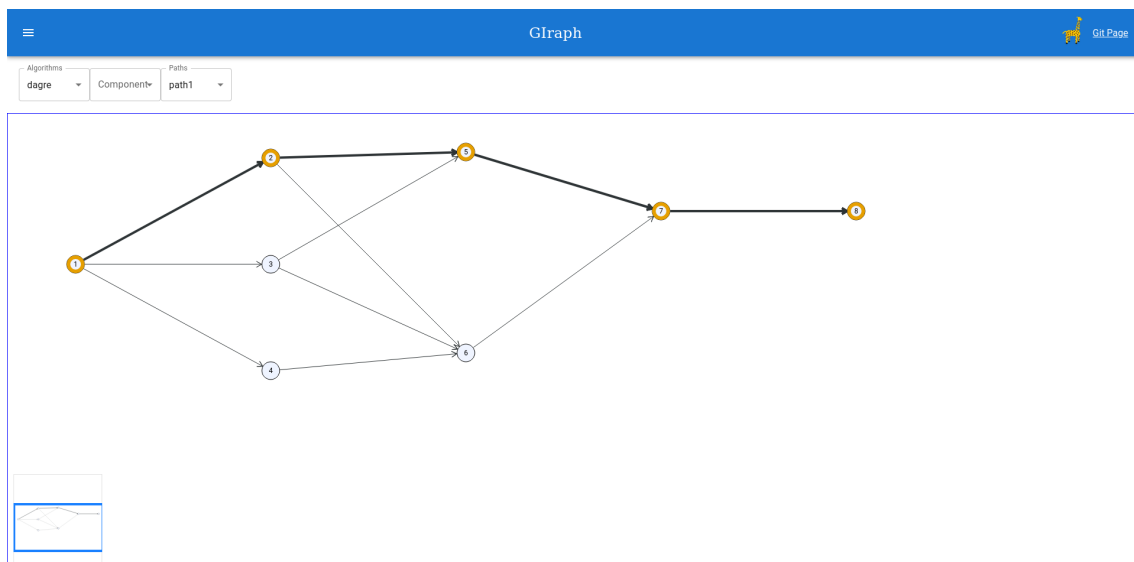 GIraph
Git Page
Algorithms
dagre
Component
Paths
path1
2
5
7
8
1
3
6
4